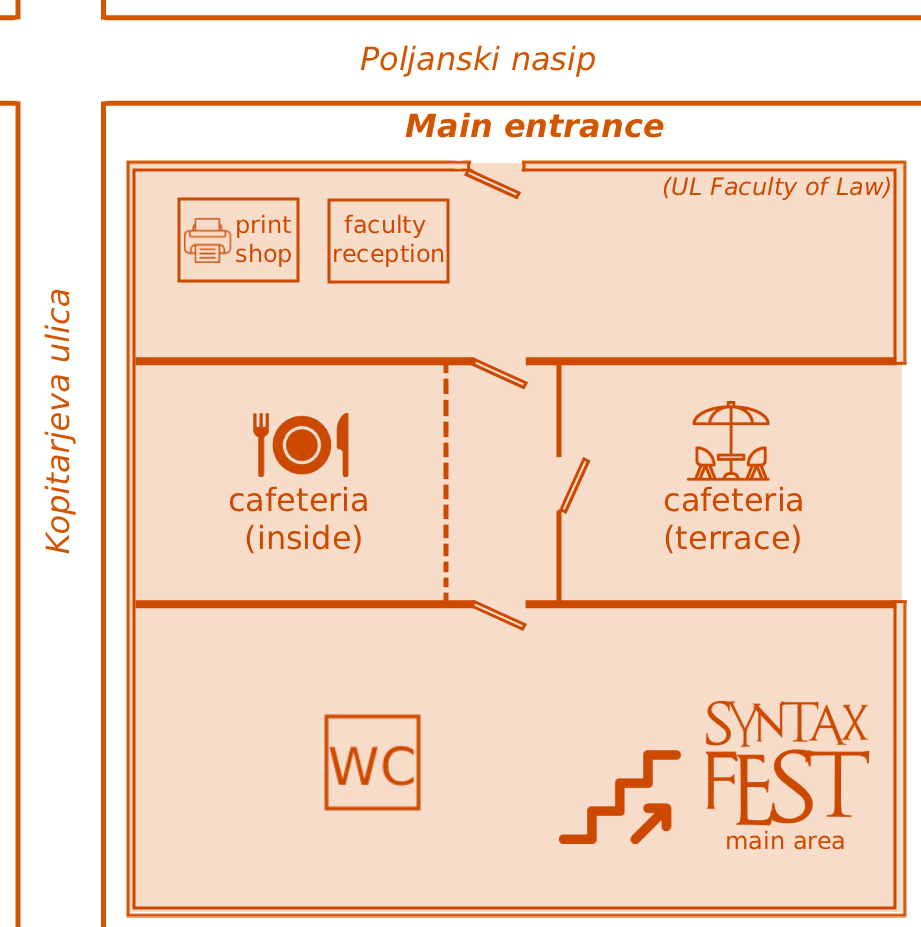 Poljanski nasip
Main entrance
(UL Faculty of Law)
print
shop
faculty
reception
Kopitarjeva ulica
cafeteria
(inside)
cafeteria
(terrace)
WC
SYNTAX
FEST
main area